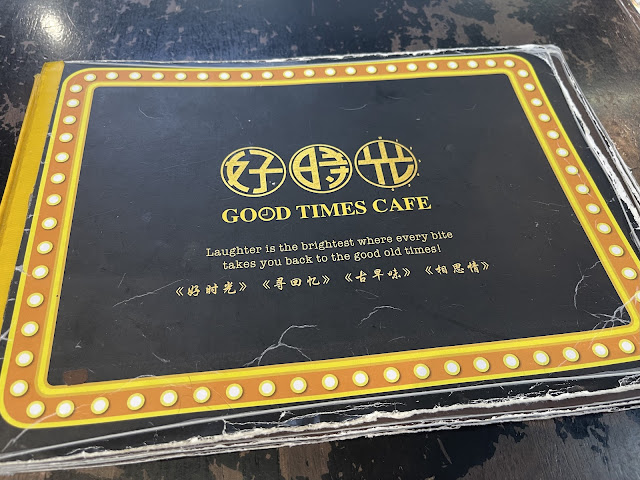 好時光
GOOD TIMES CAFE
Laughter is the brightest where every bite
takes you back to the good old times!
《好时光》《寻回忆》《古早味》《相思情》